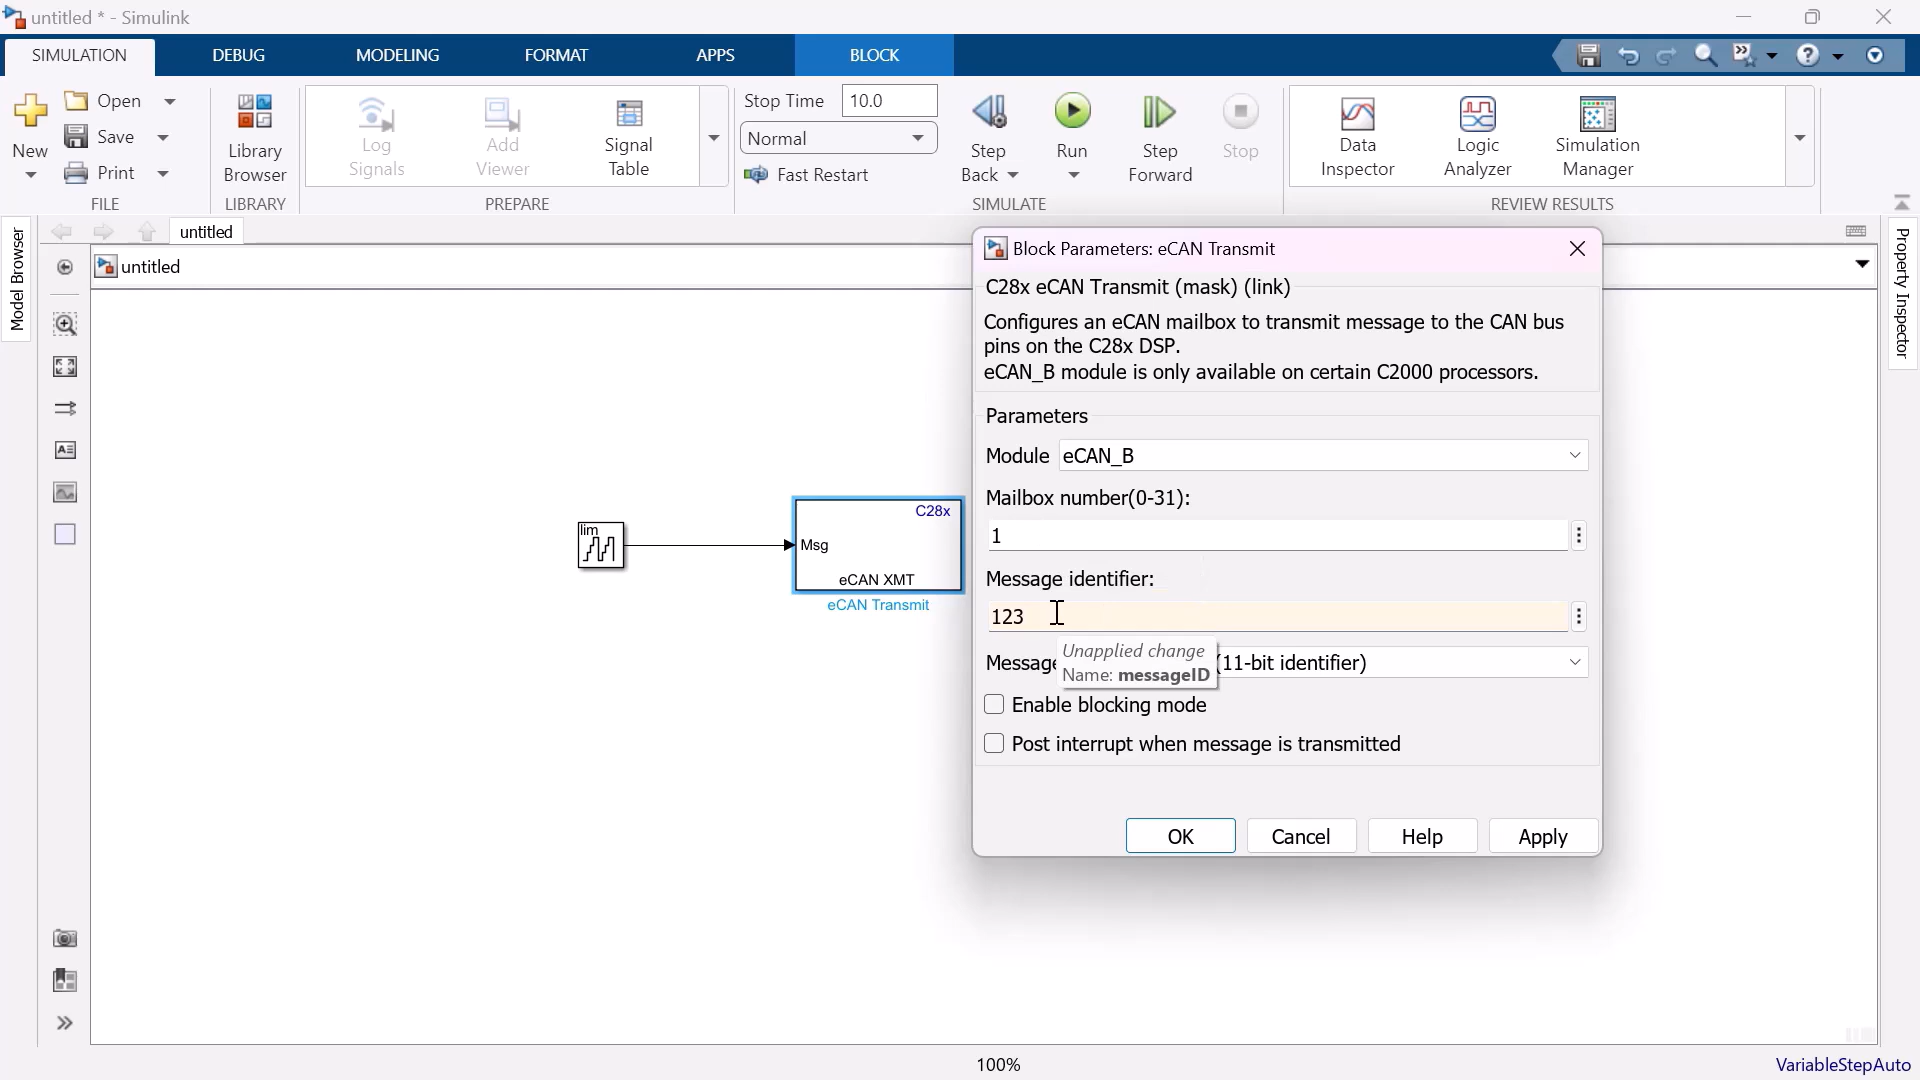 untitled * - Simulink
SIMULATION DEBUG MODELING FORMAT APPS BLOCK
New
Open
Save
Print
FILE
Library Browser
LIBRARY
Log Signals
Add Viewer
Signal Table
PREPARE
Stop Time 10.0
Normal
Fast Restart
Step Back
Run
Step Forward
Stop
SIMULATE
Data Inspector
Logic Analyzer
Simulation Manager
REVIEW RESULTS
Model Browser
untitled
untitled
Property Inspector
lim
C28x
Msg
eCAN XMT
eCAN Transmit
Block Parameters: eCAN Transmit
C28x eCAN Transmit (mask) (link)
Configures an eCAN mailbox to transmit message to the CAN bus
pins on the C28x DSP.
eCAN_B module is only available on certain C2000 processors.
Parameters
Module eCAN_B
Mailbox number(0-31):
1
Message identifier:
123
Unapplied change
Name: messageID
Message (11-bit identifier)
Enable blocking mode
Post interrupt when message is transmitted
OK Cancel Help Apply
100%
VariableStepAuto